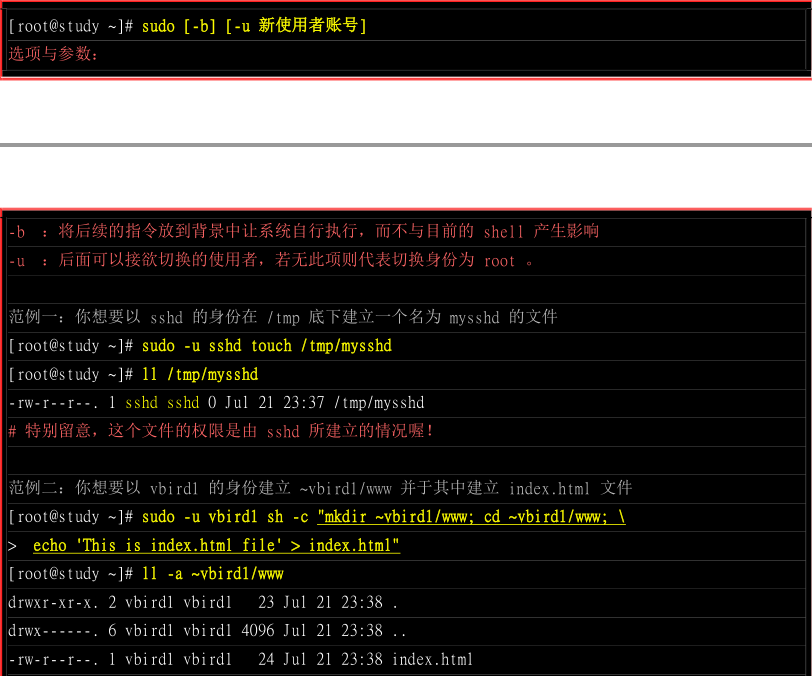 [root@study ~]# sudo [-b] [-u 新使用者账号]
选项与参数：
-b ：将后续的指令放到背景中让系统自行执行，而不与目前的 shell 产生影响
-u ：后面可以接欲切换的使用者，若无此项则代表切换身份为 root 。
范例一：你想要以 sshd 的身份在 /tmp 底下建立一个名为 mysshd 的文件
[root@study ~]# sudo -u sshd touch /tmp/mysshd
[root@study ~]# ll /tmp/mysshd
-rw-r--r--. 1 sshd sshd 0 Jul 21 23:37 /tmp/mysshd
# 特别留意，这个文件的权限是由 sshd 所建立的情况喔！
范例二：你想要以 vbird1 的身份建立 ~vbird1/www 并于其中建立 index.html 文件
[root@study ~]# sudo -u vbird1 sh -c "mkdir ~vbird1/www; cd ~vbird1/www; \
> echo 'This is index.html file' > index.html"
[root@study ~]# ll -a ~vbird1/www
drwxr-xr-x. 2 vbird1 vbird1 23 Jul 21 23:38 .
drwx------. 6 vbird1 vbird1 4096 Jul 21 23:38 ..
-rw-r--r--. 1 vbird1 vbird1 24 Jul 21 23:38 index.html